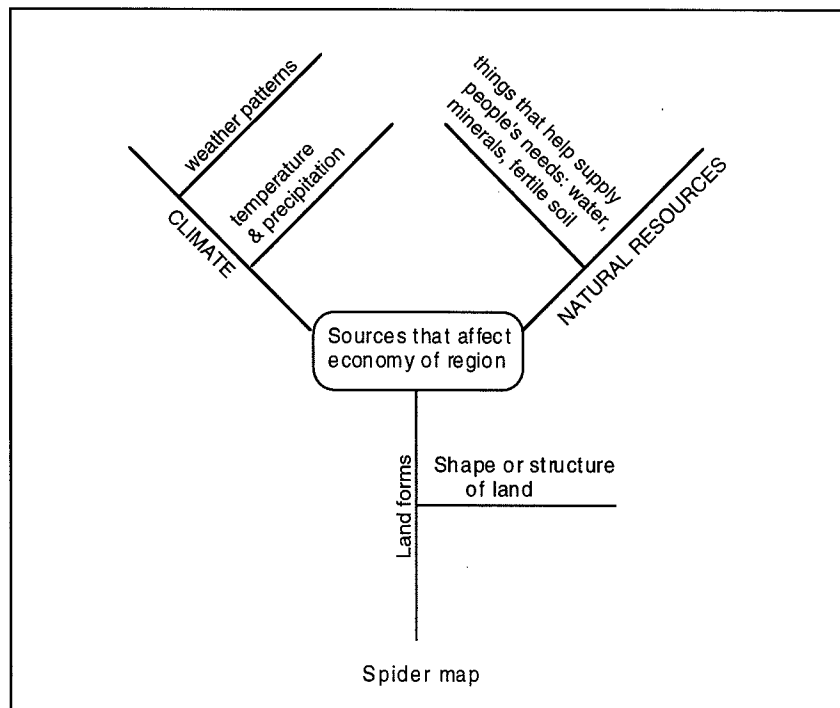 weather patterns
temperature
& precipitation
CLIMATE
things that help supply
people's needs: water,
minerals, fertile soil
NATURAL RESOURCES
Sources that affect
economy of region
Land forms
Shape or structure
of land
Spider map